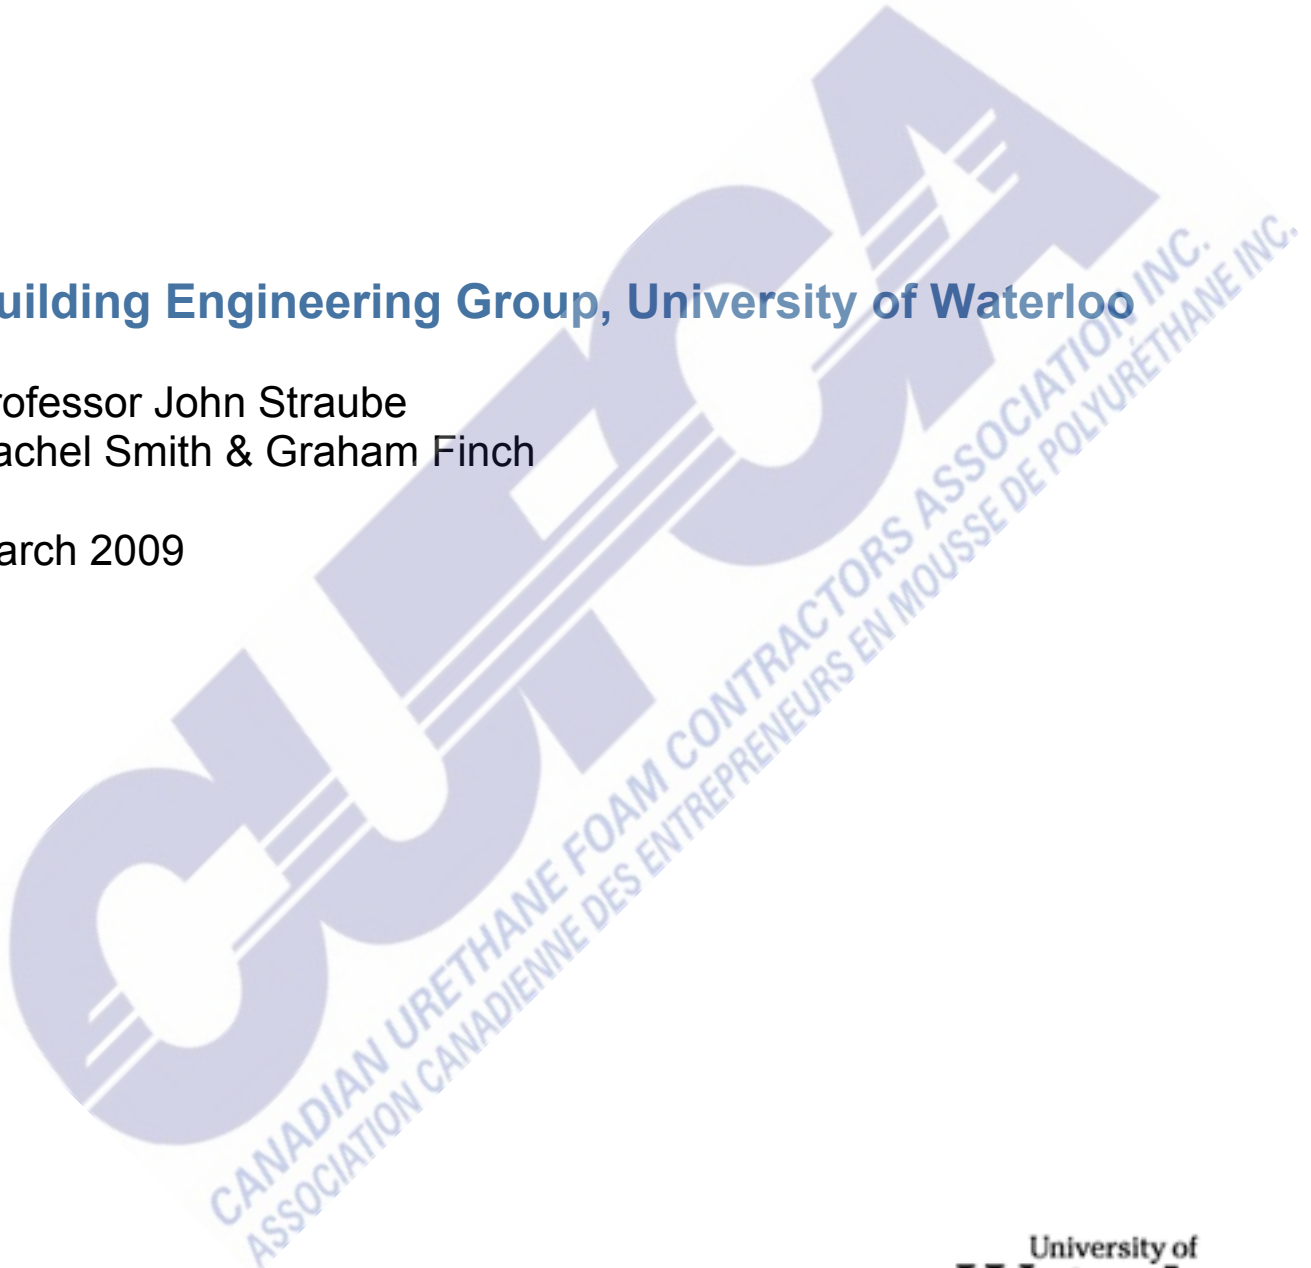 uilding Engineering Group, University of Waterloo
rofessor John Straube
achel Smith & Graham Finch
arch 2009
CUFCA
CANADIAN URETHANE FOAM CONTRACTORS ASSOCIATION INC.
ASSOCIATION CANADIENNE DES ENTREPRENEURS EN MOUSSE DE POLYURÉTHANE INC.
University of